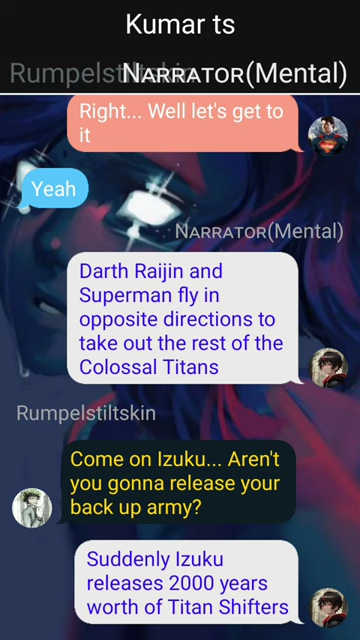 Kumar ts
Rumpelstiltskin
Narrator(Mental)
Right... Well let's get to
it
Yeah
Narrator(Mental)
Darth Raijin and
Superman fly in
opposite directions to
take out the rest of the
Colossal Titans
Rumpelstiltskin
Come on Izuku... Aren't
you gonna release your
back up army?
Suddenly Izuku
releases 2000 years
worth of Titan Shifters